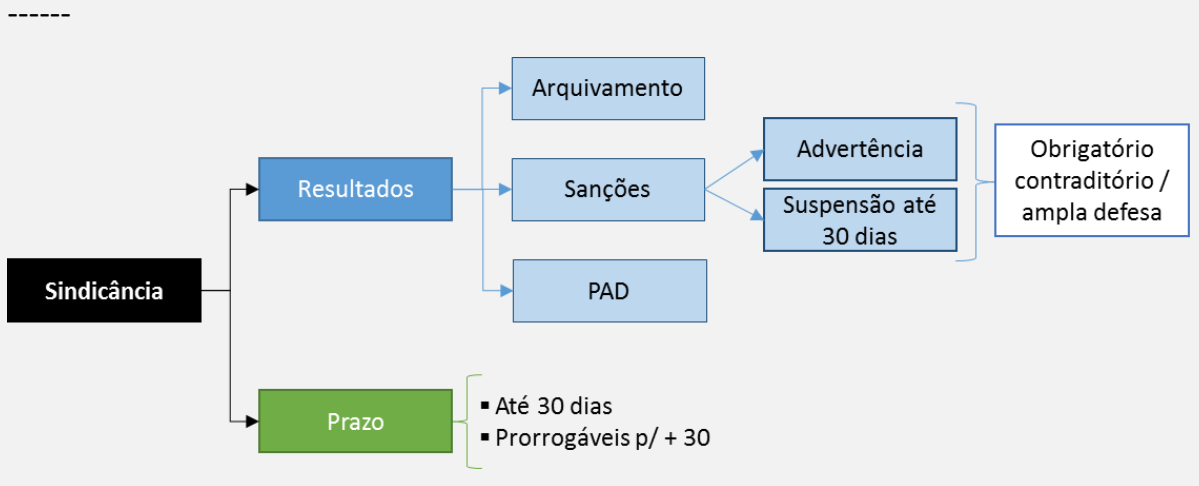 ------
Arquivamento
Resultados
Sanções
Advertência
Suspensão até
30 dias
Obrigatório
contraditório /
ampla defesa
PAD
Sindicância
Prazo
▪ Até 30 dias
▪ Prorrogáveis p/ + 30